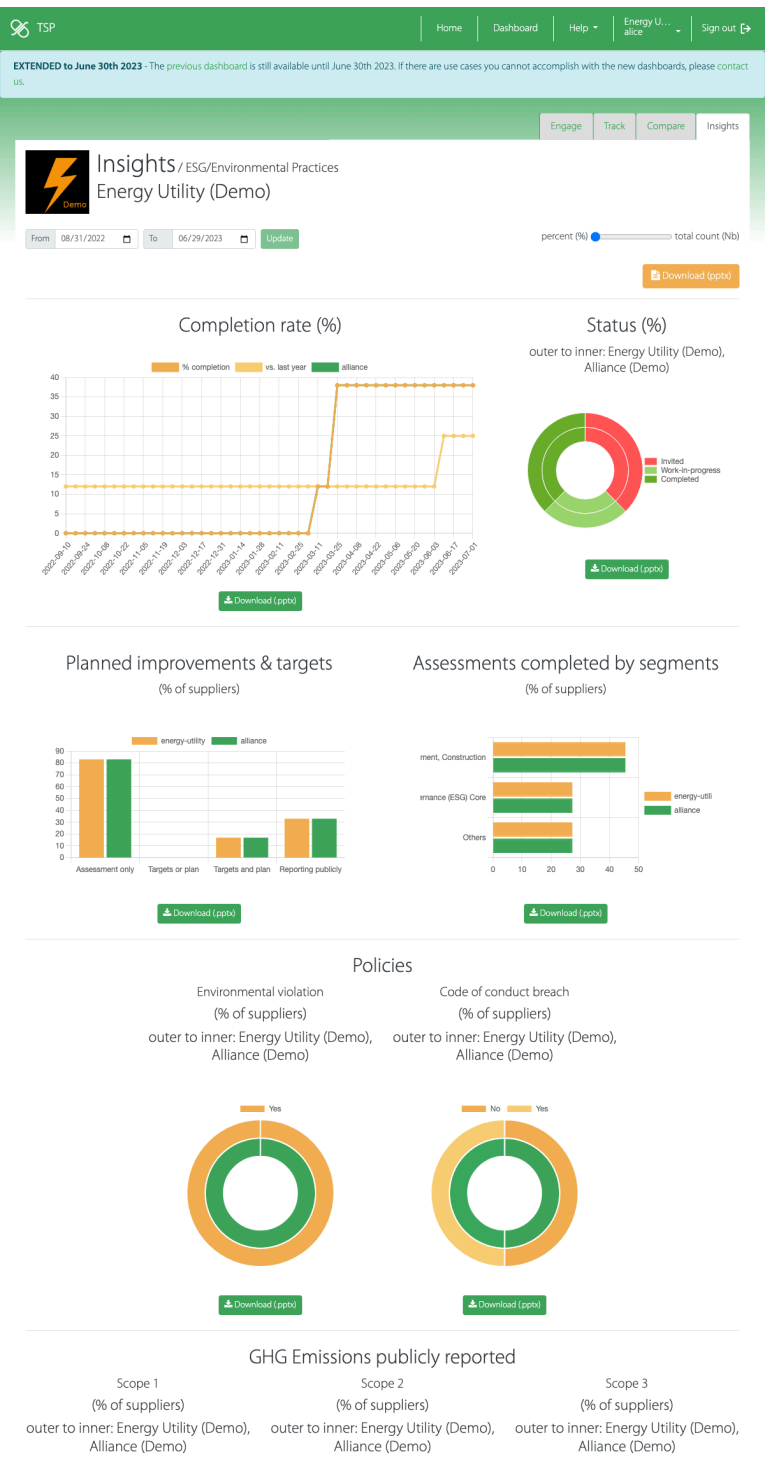 TSP
Home
Dashboard
Help
Energy U...
alice
Sign out
EXTENDED to June 30th 2023 - The previous dashboard is still available until June 30th 2023. If there are use cases you cannot accomplish with the new dashboards, please contact
us.
Engage
Track
Compare
Insights
Demo
Insights / ESG/Environmental Practices
Energy Utility (Demo)
From 08/31/2022 To 06/29/2023 Update
percent (%) total count (Nb)
Download (pptx)
Completion rate (%)
% completion vs. last year alliance
40
35
30
25
20
15
10
5
0
2022-09-10
2022-09-24
2022-10-08
2022-10-22
2022-11-05
2022-11-19
2022-12-03
2022-12-17
2022-12-31
2023-01-14
2023-01-28
2023-02-11
2023-02-25
2023-03-11
2023-03-25
2023-04-08
2023-04-22
2023-05-06
2023-05-20
2023-06-03
2023-06-17
2023-07-01
Download (.pptx)
Status (%)
outer to inner: Energy Utility (Demo),
Alliance (Demo)
Invited
Work-in-progress
Completed
Download (.pptx)
Planned improvements & targets
(% of suppliers)
energy-utility alliance
90
80
70
60
50
40
30
20
10
0
Assessment only Targets or plan Targets and plan Reporting publicly
Download (.pptx)
Assessments completed by segments
(% of suppliers)
ment, Construction
ernance (ESG) Core
Others
energy-utili
alliance
0 10 20 30 40 50
Download (.pptx)
Policies
Environmental violation
(% of suppliers)
outer to inner: Energy Utility (Demo),
Alliance (Demo)
Yes
Download (.pptx)
Code of conduct breach
(% of suppliers)
outer to inner: Energy Utility (Demo),
Alliance (Demo)
No Yes
Download (.pptx)
GHG Emissions publicly reported
Scope 1
(% of suppliers)
outer to inner: Energy Utility (Demo),
Alliance (Demo)
Scope 2
(% of suppliers)
outer to inner: Energy Utility (Demo),
Alliance (Demo)
Scope 3
(% of suppliers)
outer to inner: Energy Utility (Demo),
Alliance (Demo)